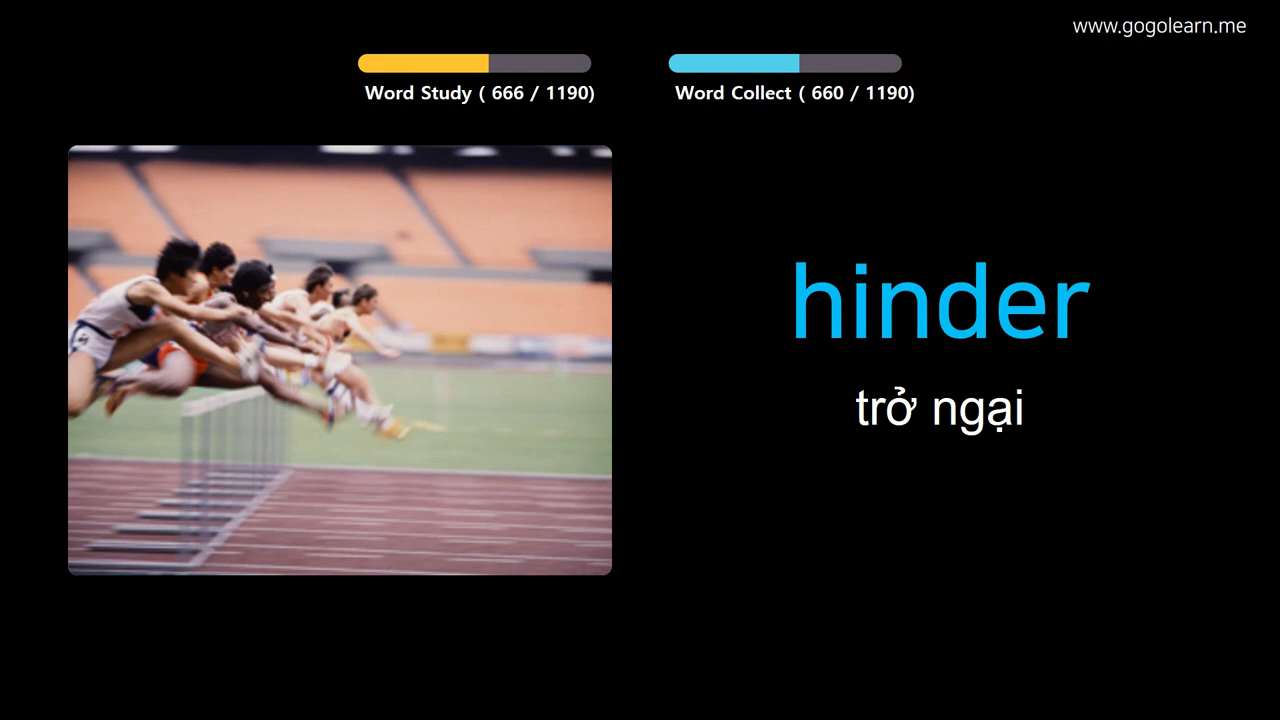 www.gogolearn.me
Word Study ( 666 / 1190)
Word Collect ( 660 / 1190)
hinder
trở ngại